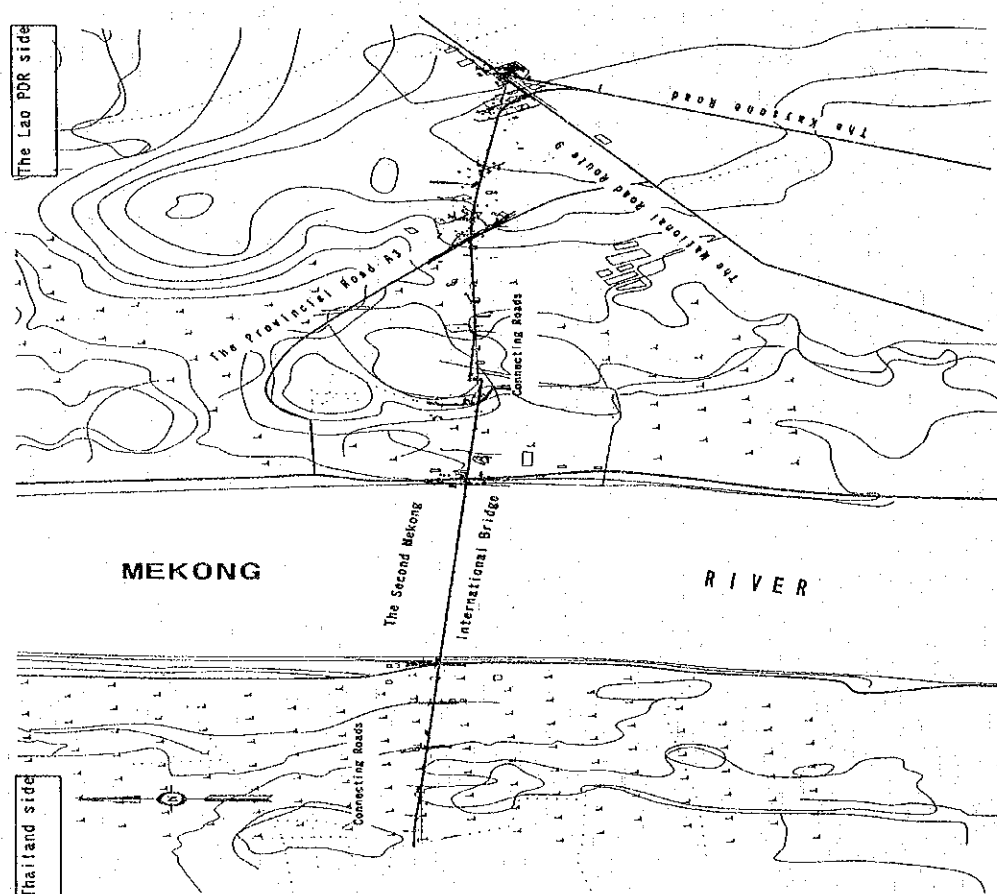 The Lao PDR side
The Kaysone Road
The National Road Route 9
The Provincial Road A3
Connecting Roads
The Second Mekong
International Bridge
MEKONG
RIVER
Connecting Roads
N
Thailand side